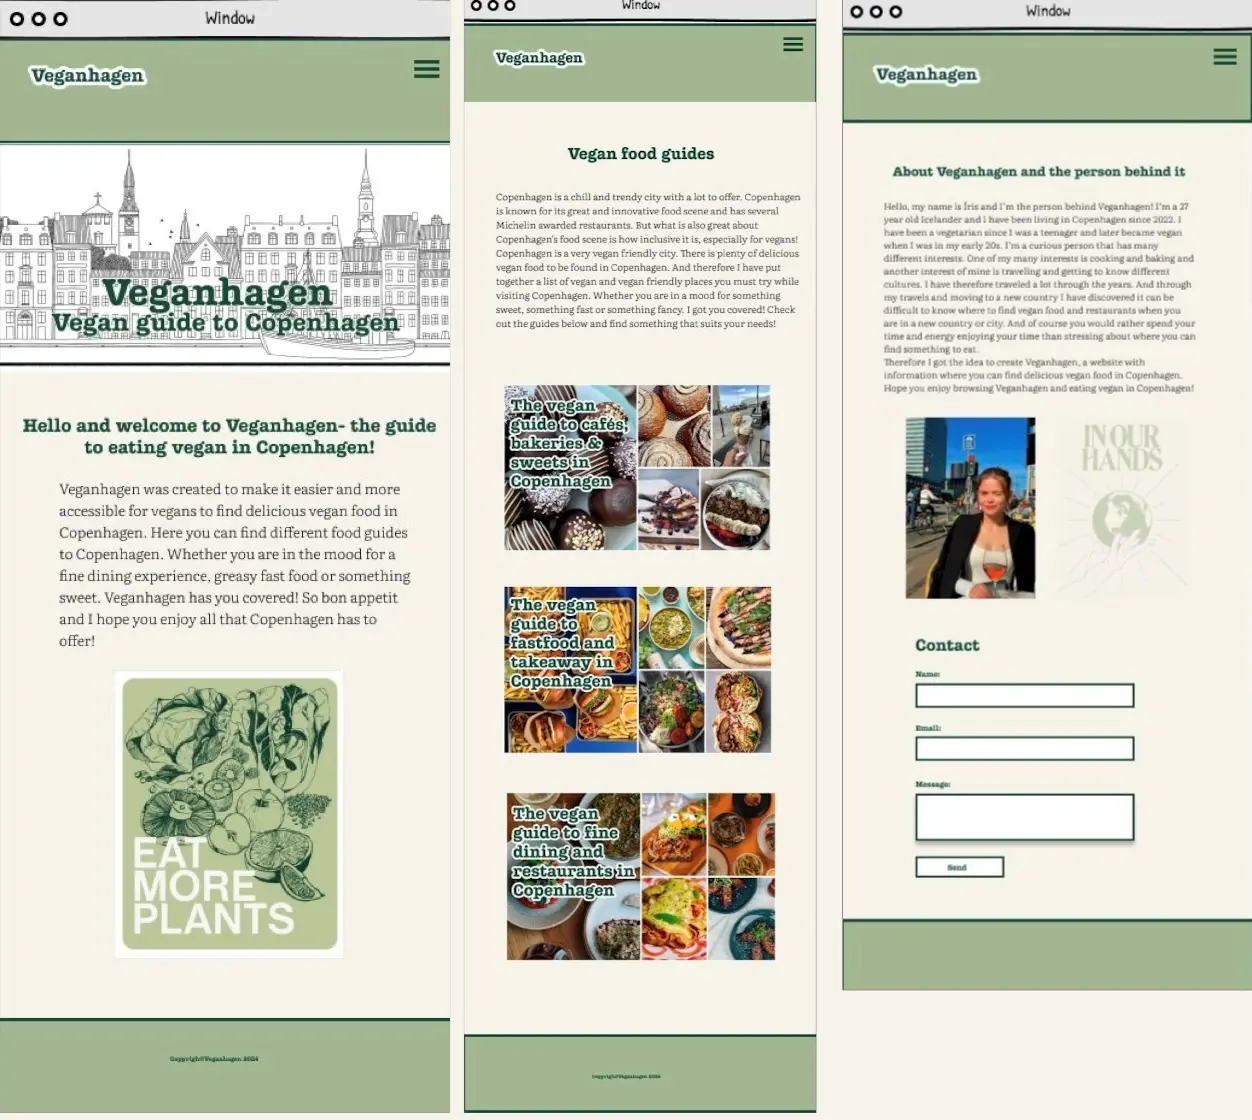 Window
Veganhagen
Veganhagen
Vegan guide to Copenhagen
Hello and welcome to Veganhagen- the guide
to eating vegan in Copenhagen!
Veganhagen was created to make it easier and more
accessible for vegans to find delicious vegan food in
Copenhagen. Here you can find different food guides
to Copenhagen. Whether you are in the mood for a
fine dining experience, greasy fast food or something
sweet. Veganhagen has you covered! So bon appetit
and I hope you enjoy all that Copenhagen has to
offer!
EAT
MORE
PLANTS
Copyright©Veganhagen 2024
Window
Veganhagen
Vegan food guides
Copenhagen is a chill and trendy city with a lot to offer. Copenhagen
is known for its great and innovative food scene and has several
Michelin awarded restaurants. But what is also great about
Copenhagen's food scene is how inclusive it is, especially for vegans!
Copenhagen is a very vegan friendly city. There is plenty of delicious
vegan food to be found in Copenhagen. And therefore I have put
together a list of vegan and vegan friendly places you must try while
visiting Copenhagen. Whether you are in a mood for something
sweet, something fast or something fancy. I got you covered! Check
out the guides below and find something that suits your needs!
The vegan
guide to cafés,
bakeries &
sweets in
Copenhagen
The vegan
guide to
fastfood and
takeaway in
Copenhagen
The vegan
guide to fine
dining and
restaurants in
Copenhagen
Copyright©Veganhagen 2024
Window
Veganhagen
About Veganhagen and the person behind it
Hello, my name is Íris and I'm the person behind Veganhagen! I'm a 27
year old Icelander and I have been living in Copenhagen since 2022. I
have been a vegetarian since I was a teenager and later became vegan
when I was in my early 20s. I'm a curious person that has many
different interests. One of my many interests is cooking and baking and
another interest of mine is traveling and getting to know different
cultures. I have therefore traveled a lot through the years. And through
my travels and moving to a new country I have discovered it can be
difficult to know where to find vegan food and restaurants when you
are in a new country or city. And of course you would rather spend your
time and energy enjoying your time than stressing about where you can
find something to eat.
Therefore I got the idea to create Veganhagen, a website with
information where you can find delicious vegan food in Copenhagen.
Hope you enjoy browsing Veganhagen and eating vegan in Copenhagen!
IN OUR
HANDS
Contact
Name:
Email:
Message:
Send